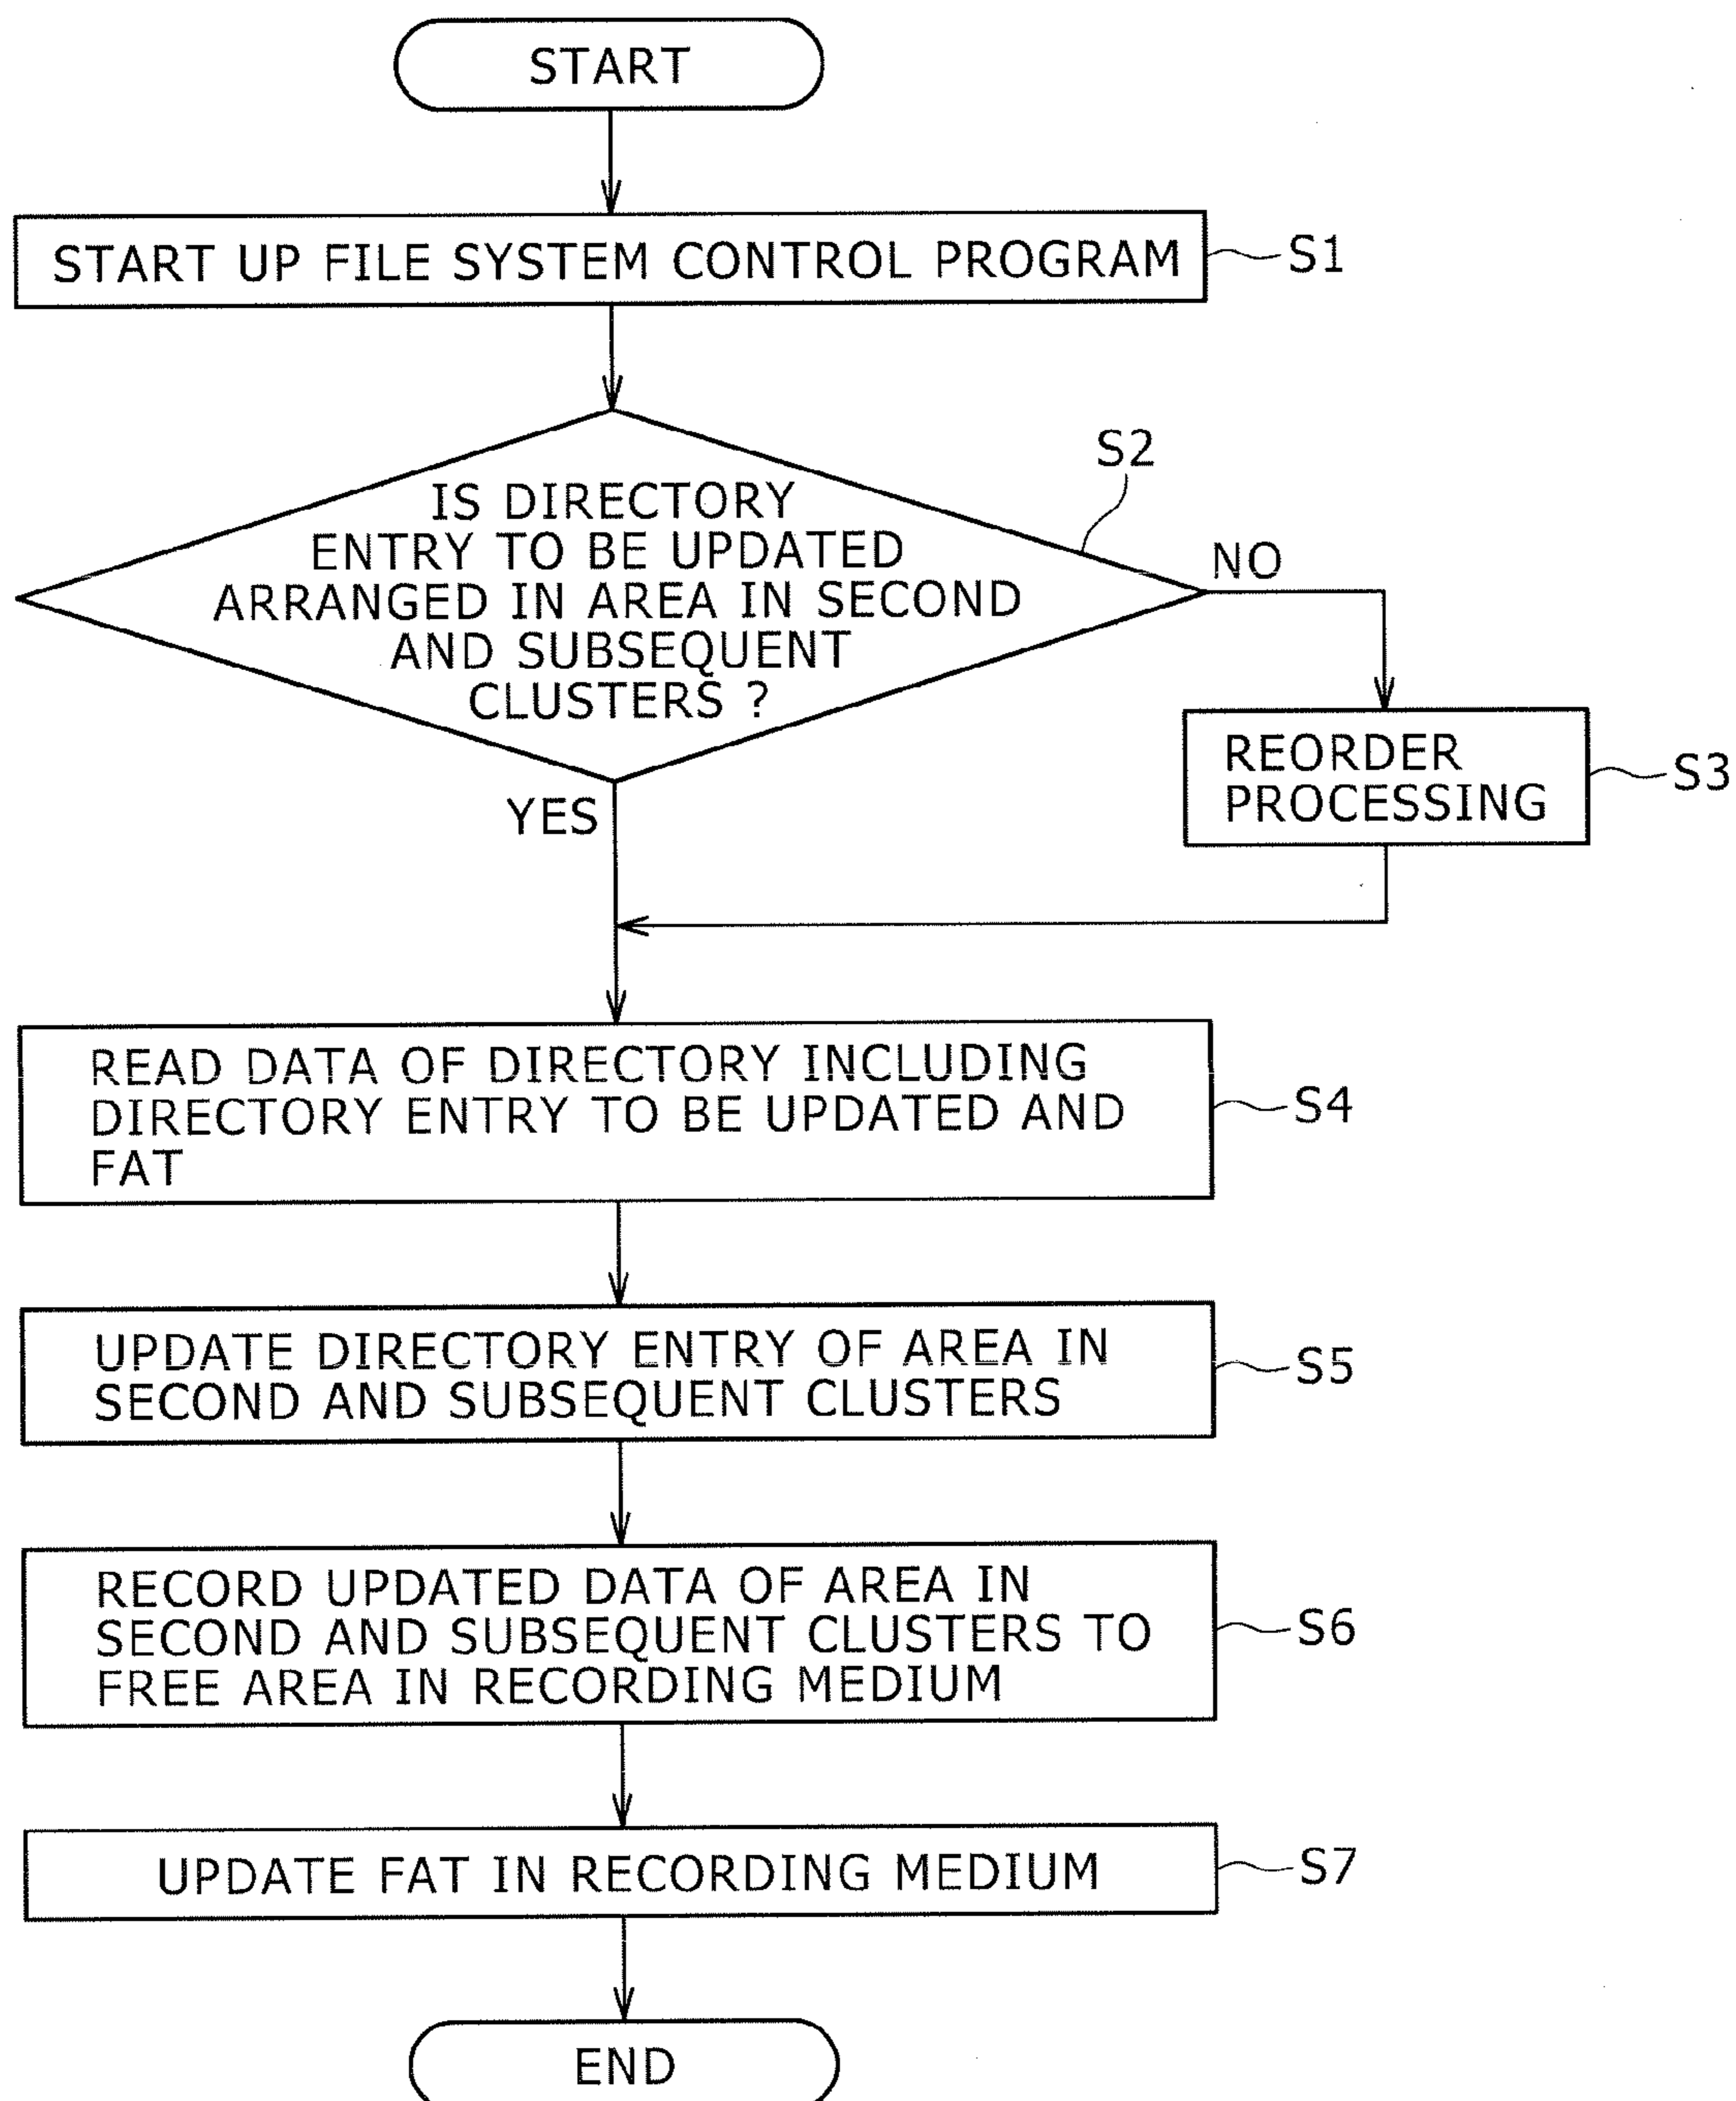 START
START UP FILE SYSTEM CONTROL PROGRAM
S1
S2
IS DIRECTORY
ENTRY TO BE UPDATED
ARRANGED IN AREA IN SECOND
AND SUBSEQUENT
CLUSTERS ?
NO
YES
REORDER
PROCESSING
S3
READ DATA OF DIRECTORY INCLUDING
DIRECTORY ENTRY TO BE UPDATED AND
FAT
S4
UPDATE DIRECTORY ENTRY OF AREA IN
SECOND AND SUBSEQUENT CLUSTERS
S5
RECORD UPDATED DATA OF AREA IN
SECOND AND SUBSEQUENT CLUSTERS TO
FREE AREA IN RECORDING MEDIUM
S6
UPDATE FAT IN RECORDING MEDIUM
S7
END